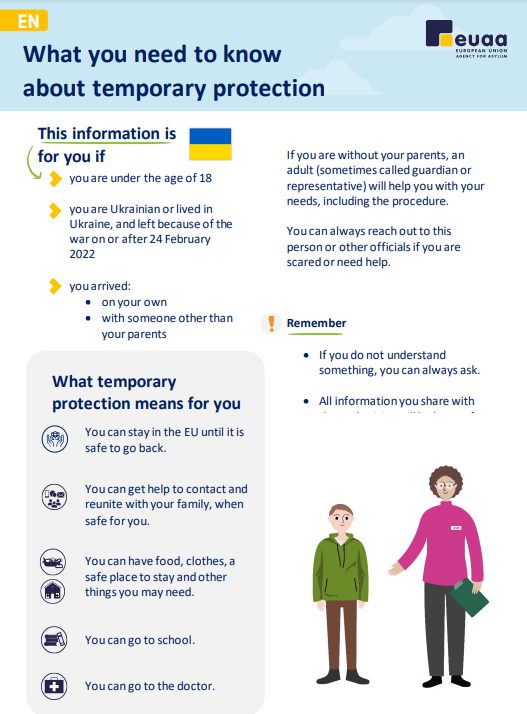 EN
What you need to know
about temporary protection
euaa
EUROPEAN UNION
AGENCY FOR ASYLUM
This information is
for you if
you are under the age of 18
you are Ukrainian or lived in
Ukraine, and left because of the
war on or after 24 February
2022
you arrived:
• on your own
• with someone other than
your parents
If you are without your parents, an
adult (sometimes called guardian or
representative) will help you with your
needs, including the procedure.
You can always reach out to this
person or other officials if you are
scared or need help.
Remember
• If you do not understand
something, you can always ask.
• All information you share with
What temporary
protection means for you
You can stay in the EU until it is
safe to go back.
You can get help to contact and
reunite with your family, when
safe for you.
You can have food, clothes, a
safe place to stay and other
things you may need.
You can go to school.
You can go to the doctor.